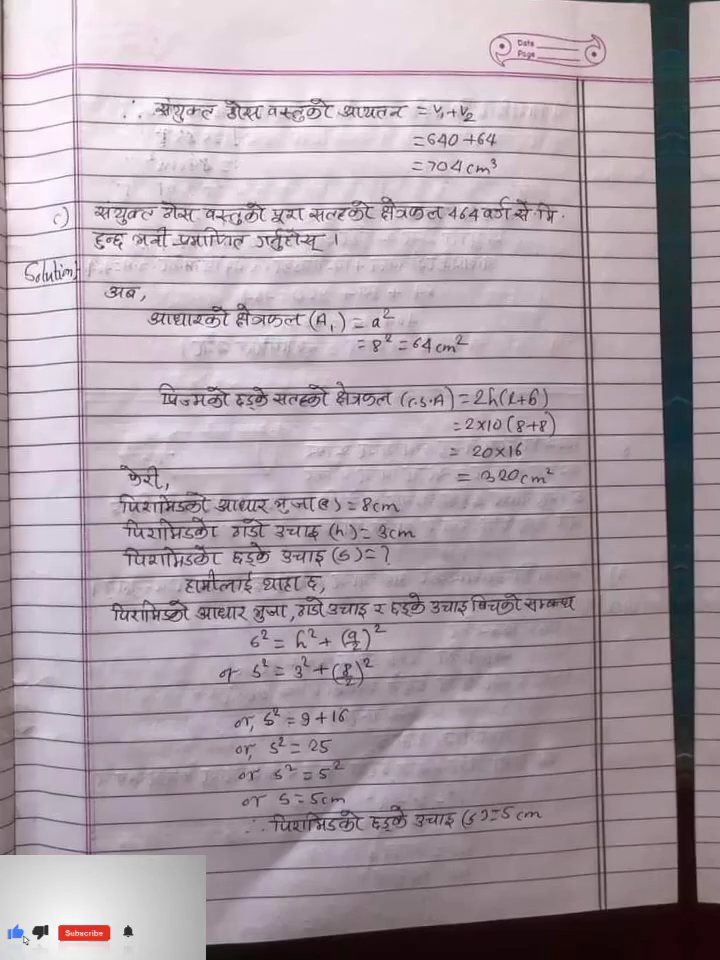 Date
Page
∴ संयुक्त ठोस वस्तुको आयतन = V₁+V₂
= 640 + 64
= 704 cm³
c) संयुक्त ठोस वस्तुको पूरा सतहको क्षेत्रफल 464 वर्ग से.मि.
हुन्छ भनी प्रमाणित गर्नुहोस् ।
Solution,
अब,
आधारको क्षेत्रफल (A₁) = a²
= 8² = 64 cm²
प्रिज्मको छड्के सतहको क्षेत्रफल (C.S.A) = 2h(l+b)
= 2×10 (8+8)
= 20×16
= 320 cm²
फेरी,
पिरामिडको आधार भुजा (a) = 8cm
पिरामिडको ठाडो उचाइ (h) = 3cm
पिरामिडको छड्के उचाइ (s) = ?
हामीलाई थाहा छ,
पिरामिडको आधार भुजा, ठाडो उचाइ र छड्के उचाइ बिचको सम्बन्ध
s² = h² + (a/2)²
or s² = 3² + (8/2)²
or, s² = 9 + 16
or, s² = 25
or s² = 5²
or s = 5cm
∴ पिरामिडको छड्के उचाइ (s) = 5 cm
Subscribe